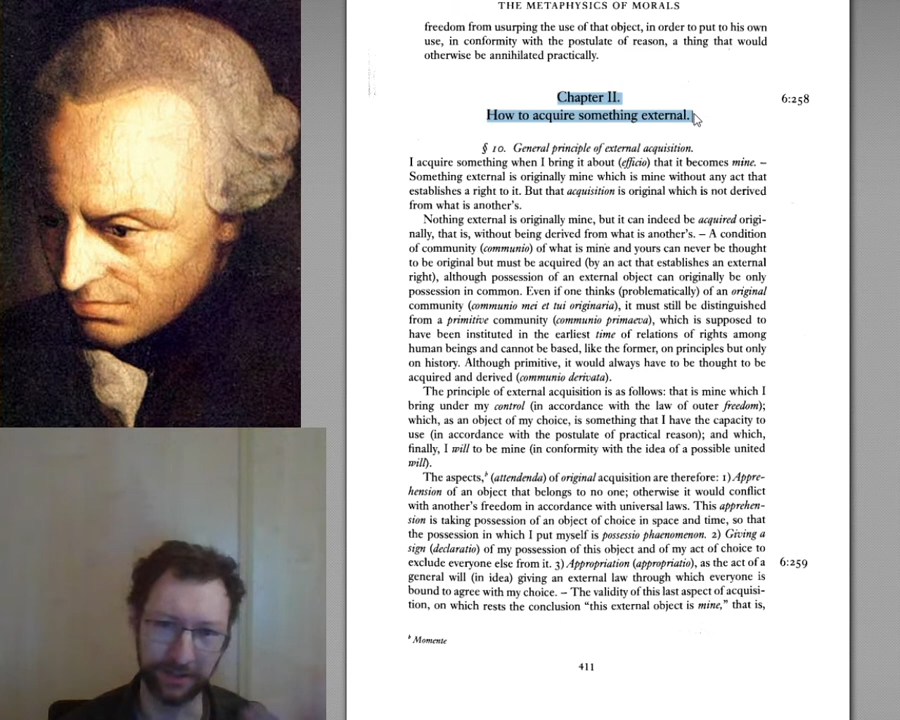 THE METAPHYSICS OF MORALS
freedom from usurping the use of that object, in order to put to his own
use, in conformity with the postulate of reason, a thing that would
otherwise be annihilated practically.
Chapter II.
6:258
How to acquire something external.
§ 10. General principle of external acquisition.
I acquire something when I bring it about (efficio) that it becomes mine. –
Something external is originally mine which is mine without any act that
establishes a right to it. But that acquisition is original which is not derived
from what is another's.
Nothing external is originally mine, but it can indeed be acquired origi-
nally, that is, without being derived from what is another's. – A condition
of community (communio) of what is mine and yours can never be thought
to be original but must be acquired (by an act that establishes an external
right), although possession of an external object can originally be only
possession in common. Even if one thinks (problematically) of an original
community (communio mei et tui originaria), it must still be distinguished
from a primitive community (communio primaeva), which is supposed to
have been instituted in the earliest time of relations of rights among
human beings and cannot be based, like the former, on principles but only
on history. Although primitive, it would always have to be thought to be
acquired and derived (communio derivata).
The principle of external acquisition is as follows: that is mine which I
bring under my control (in accordance with the law of outer freedom);
which, as an object of my choice, is something that I have the capacity to
use (in accordance with the postulate of practical reason); and which,
finally, I will to be mine (in conformity with the idea of a possible united
will).
The aspects,ᵇ (attendenda) of original acquisition are therefore: 1) Appre-
hension of an object that belongs to no one; otherwise it would conflict
with another's freedom in accordance with universal laws. This apprehen-
sion is taking possession of an object of choice in space and time, so that
the possession in which I put myself is possessio phaenomenon. 2) Giving a
sign (declaratio) of my possession of this object and of my act of choice to
exclude everyone else from it. 3) Appropriation (appropriatio), as the act of a
6:259
general will (in idea) giving an external law through which everyone is
bound to agree with my choice. – The validity of this last aspect of acquisi-
tion, on which rests the conclusion "this external object is mine," that is,
ᵇ Momente
411